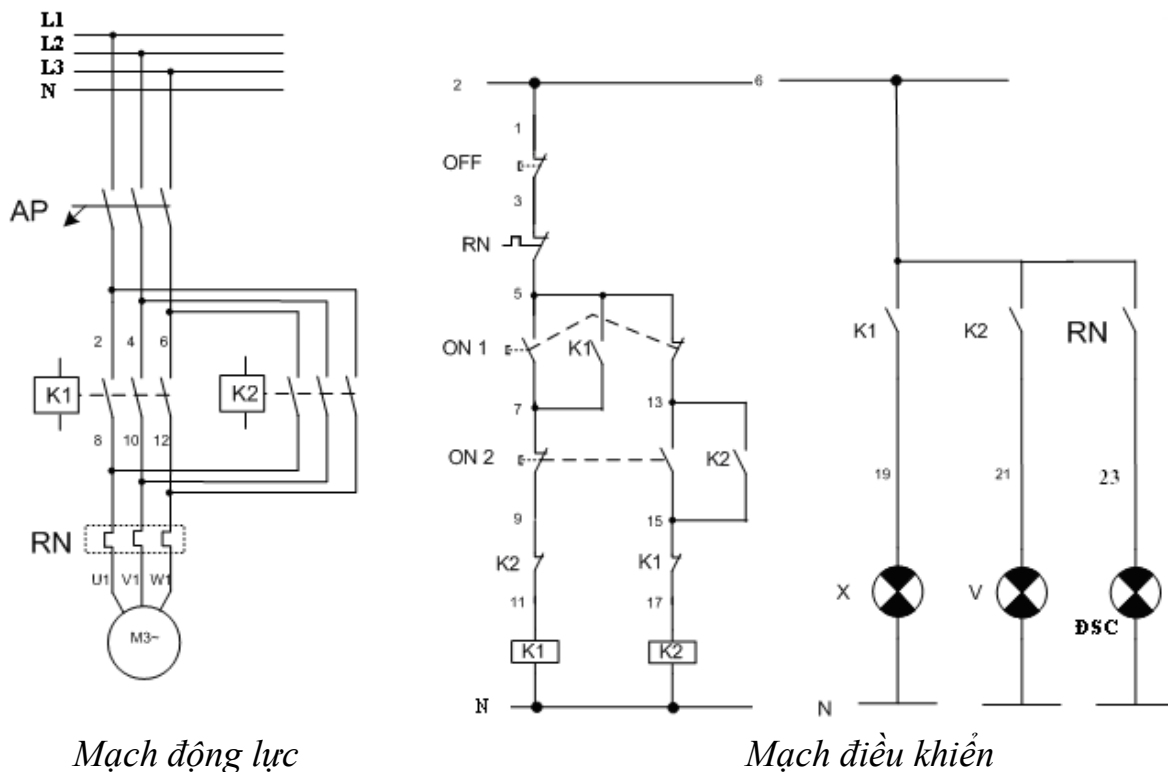 L1
L2
L3
N
AP
2 4 6
K1 K2
8 10 12
RN
U1 V1 W1
M3~
Mạch động lực
2 6
1
OFF
3
RN
5
ON 1 K1
7 13
ON 2 K2
9 15
K2 K1
11 17
K1 K2
N
K1 K2 RN
19 21 23
X V ĐSC
N
Mạch điều khiển